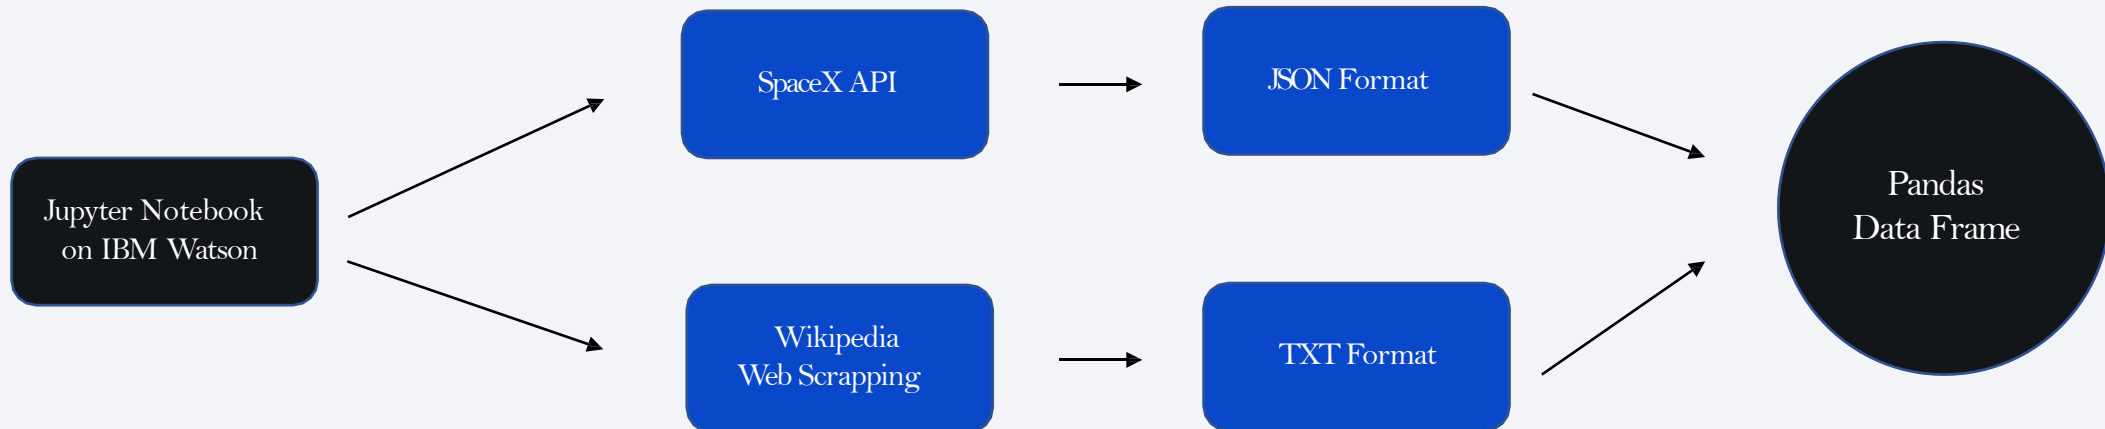 Jupyter Notebook
on IBM Watson
SpaceX API
JSON Format
Wikipedia
Web Scrapping
TXT Format
Pandas
Data Frame